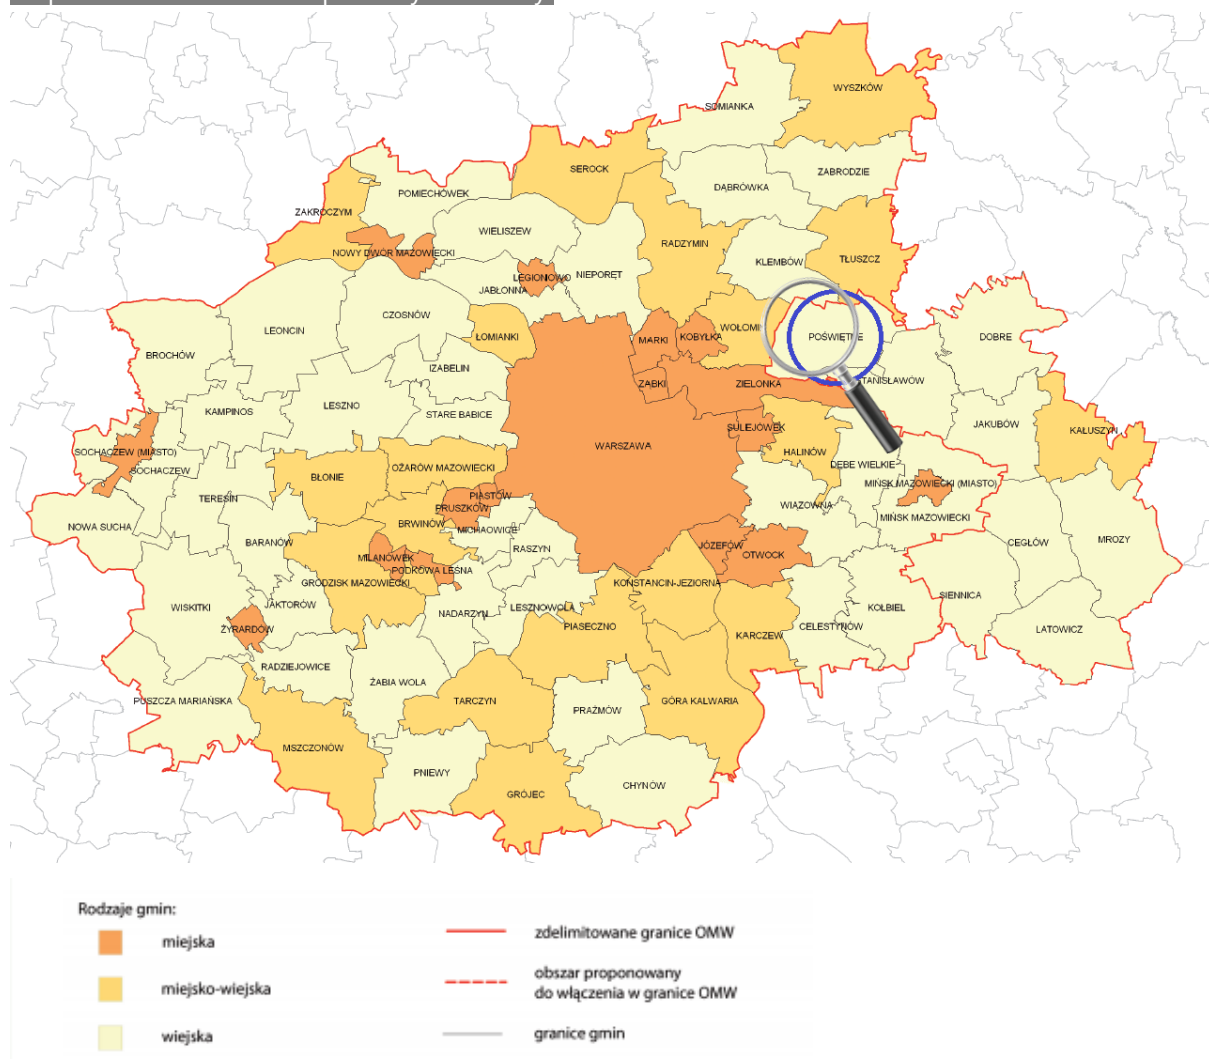 SOMIANKA
WYSZKÓW
SEROCK
ZABRODZIE
DĄBRÓWKA
POMIECHÓWEK
ZAKROCZYM
WIELISZEW
RADZYMIN
NOWY DWÓR MAZOWIECKI
KLEMBÓW
TŁUSZCZ
LEGIONOWO
NIEPORĘT
JABŁONNA
CZOSNÓW
LEONCIN
WOŁOMI
ŁOMIANKI
MARKI
KOBYŁKA
POŚWIĘTNE
DOBRE
BROCHÓW
IZABELIN
ZĄBKI
ZIELONKA
TANISŁAWÓW
LESZNO
KAMPINOS
STARE BABICE
SULEJÓWEK
JAKUBÓW
KAŁUSZYN
WARSZAWA
SOCHACZEW (MIASTO)
HALINÓW
DĘBE WIELKIE
SOCHACZEW
OŻARÓW MAZOWIECKI
BŁONIE
MIŃSK MAZOWIECKI (MIASTO)
TERESIN
PIASTÓW
PRUSZKÓW
WIĄZOWNA
MIŃSK MAZOWIECKI
NOWA SUCHA
BRWINÓW
MICHAOWICE
BARANÓW
RASZYN
JÓZEFÓW
OTWOCK
CEGŁÓW
MROZY
MILANÓWEK
PODKOWA LEŚNA
GRODZISK MAZOWIECKI
KONSTANCIN-JEZIORNA
SIENNICA
WISKITKI
JAKTORÓW
NADARZYN
LESZNOWOLA
KOŁBIEL
ŻYRARDÓW
PIASECZNO
KARCZEW
CELESTYNÓW
LATOWICZ
RADZIEJOWICE
ŻABIA WOLA
PUSZCZA MARIAŃSKA
TARCZYN
PRAŻMÓW
GÓRA KALWARIA
MSZCZONÓW
PNIEWY
GRÓJEC
CHYNÓW
Rodzaje gmin:
miejska
miejsko-wiejska
wiejska
zdelimitowane granice OMW
obszar proponowany
do włączenia w granice OMW
granice gmin